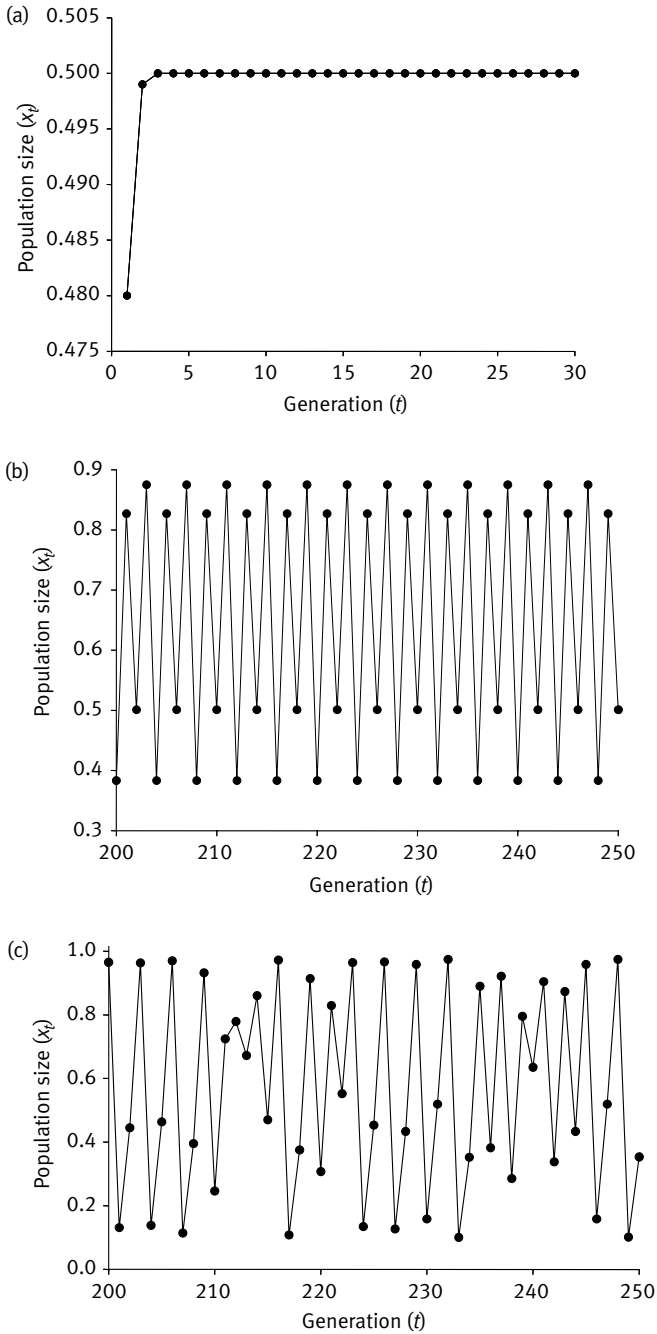 (a)
0.505
0.500
0.495
0.490
0.485
0.480
0.475
Population size (xt)
0 5 10 15 20 25 30
Generation (t)
(b)
0.9
0.8
0.7
0.6
0.5
0.4
0.3
Population size (xt)
200 210 220 230 240 250
Generation (t)
(c)
1.0
0.8
0.6
0.4
0.2
0.0
Population size (xt)
200 210 220 230 240 250
Generation (t)